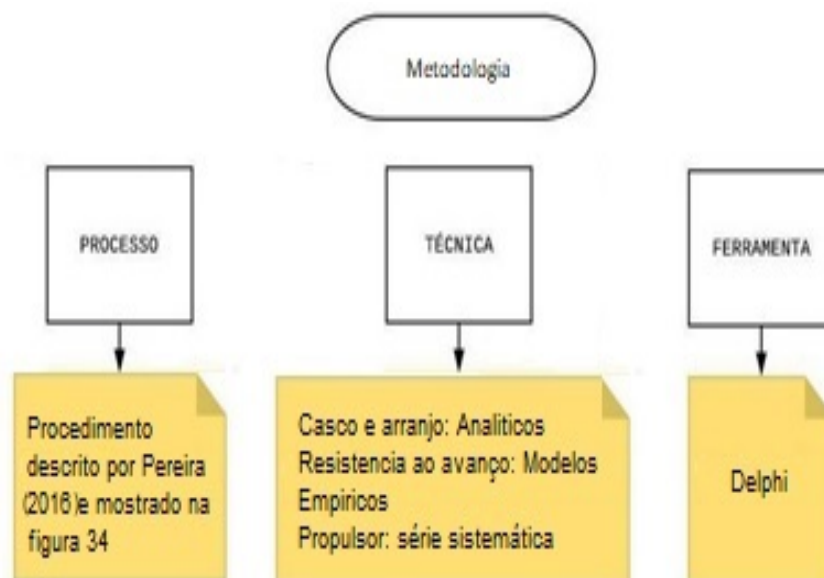 Metodologia
PROCESSO
TÉCNICA
FERRAMENTA
Procedimento
descrito por Pereira
(2016)e mostrado na
figura 34
Casco e arranjo: Analiticos
Resistencia ao avanço: Modelos
Empiricos
Propulsor: série sistemática
Delphi